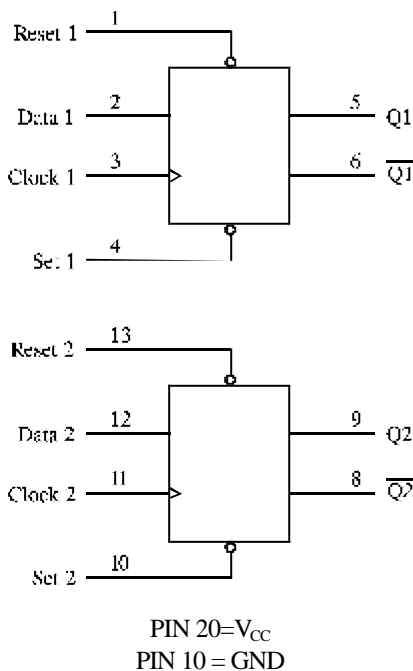 Reset 1 1
Data 1 2 5 Q1
Clock 1 3 6 Q1
Set 1 4
Reset 2 13
Data 2 12 9 Q2
Clock 2 11 8 Q2
Set 2 10
PIN 20=VCC
PIN 10 = GND